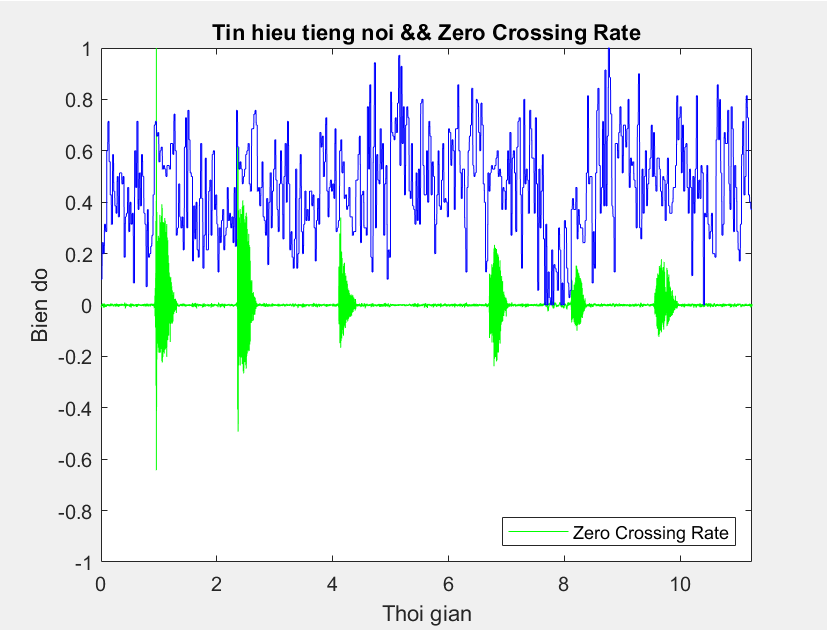 Tin hieu tieng noi && Zero Crossing Rate
1
0.8
0.6
0.4
0.2
0
-0.2
-0.4
-0.6
-0.8
-1
Bien do
Zero Crossing Rate
0 2 4 6 8 10
Thoi gian